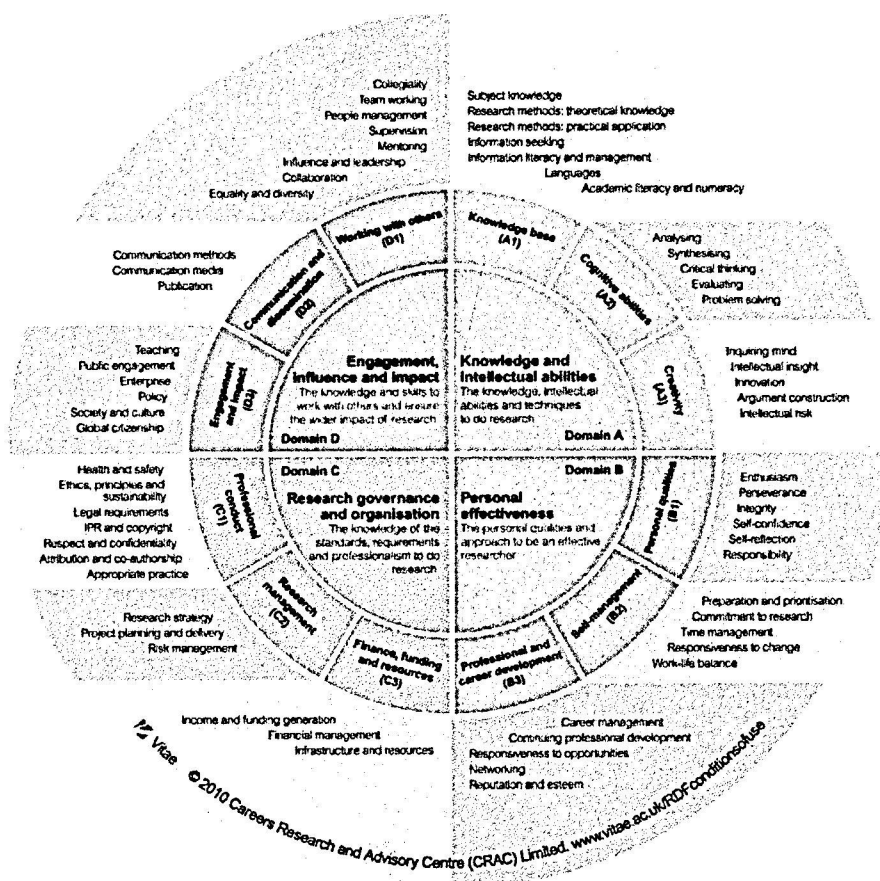 Collegiality
Team working
People management
Supervision
Mentoring
Influence and leadership
Collaboration
Equality and diversity
Subject knowledge
Research methods: theoretical knowledge
Research methods: practical application
Information seeking
Information literacy and management
Languages
Academic literacy and numeracy
Working with others
(D1)
Knowledge base
(A1)
Communication methods
Communication media
Publication
Communication and
dissemination
(D2)
Cognitive abilities
(A2)
Analysing
Synthesising
Critical thinking
Evaluating
Problem solving
Teaching
Public engagement
Enterprise
Policy
Society and culture
Global citizenship
Engagement
and impact
(D3)
Engagement,
influence and impact
The knowledge and skills to
work with others and ensure
the wider impact of research
Domain D
Knowledge and
intellectual abilities
The knowledge, intellectual
abilities and techniques
to do research
Domain A
Creativity
(A3)
Inquiring mind
Intellectual insight
Innovation
Argument construction
Intellectual risk
Health and safety
Ethics, principles and
sustainability
Legal requirements
IPR and copyright
Respect and confidentiality
Attribution and co-authorship
Appropriate practice
Professional
conduct
(C1)
Domain C
Research governance
and organisation
The knowledge of the
standards, requirements
and professionalism to do
research
Domain B
Personal
effectiveness
The personal qualities and
approach to be an effective
researcher
Personal qualities
(B1)
Enthusiasm
Perseverance
Integrity
Self-confidence
Self-reflection
Responsibility
Research strategy
Project planning and delivery
Risk management
Research
management
(C2)
Finance, funding
and resources
(C3)
Professional and
career development
(B3)
Self-management
(B2)
Preparation and prioritisation
Commitment to research
Time management
Responsiveness to change
Work-life balance
Income and funding generation
Financial management
Infrastructure and resources
Career management
Continuing professional development
Responsiveness to opportunities
Networking
Reputation and esteem
Vitae © 2010 Careers Research and Advisory Centre (CRAC) Limited. www.vitae.ac.uk/RDFconditionsofuse